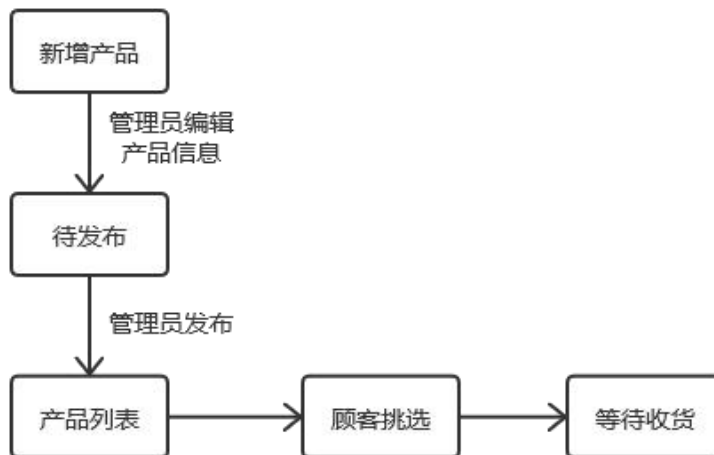 新增产品
管理员编辑
产品信息
待发布
管理员发布
产品列表
顾客挑选
等待收货